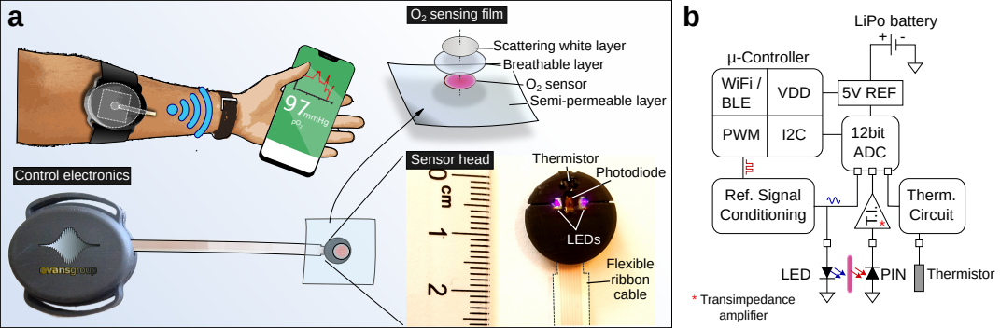 a
O2 sensing film
Scattering white layer
Breathable layer
O2 sensor
Semi-permeable layer
97mmHg
pO2
Control electronics
evansgroup
Sensor head
0
cm
1
2
Thermistor
Photodiode
LEDs
Flexible
ribbon
cable
b
LiPo battery
+ -
µ-Controller
WiFi /
BLE
VDD
5V REF
PWM
I2C
12bit
ADC
Ref. Signal
Conditioning
T.I.
*
Therm.
Circuit
LED
PIN
Thermistor
* Transimpedance
amplifier